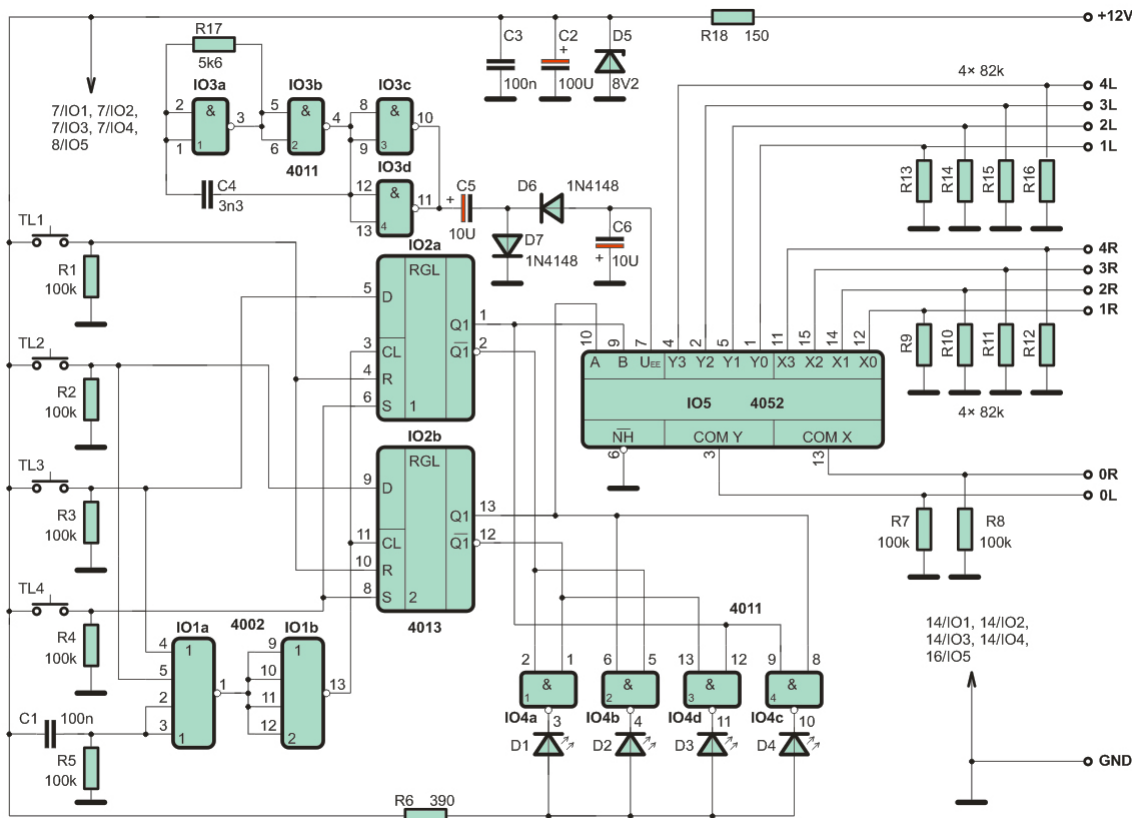 +12V
R17
5k6
IO3a
IO3b
IO3c
2
&
1
1
3
5
&
6
2
4
8
&
9
3
10
4011
C3
100n
C2
+
100U
D5
8V2
R18 150
7/IO1, 7/IO2,
7/IO3, 7/IO4,
8/IO5
C4
3n3
IO3d
12
&
13
4
11
+
C5
10U
D6
1N4148
D7
1N4148
C6
+
10U
4× 82k
4L
3L
2L
1L
R13
R14
R15
R16
4R
3R
2R
1R
R9
R10
R11
R12
4× 82k
TL1
R1
100k
TL2
R2
100k
TL3
R3
100k
TL4
R4
100k
C1 100n
R5
100k
IO2a
RGL
5
D
3
CL
4
R
6
S
1
Q1
1
Q1
2
IO2b
RGL
9
D
11
CL
10
R
8
S
2
Q1
13
Q1
12
4013
10
9
7
4
2
5
1
11
15
14
12
A
B
UEE
Y3
Y2
Y1
Y0
X3
X2
X1
X0
IO5 4052
NH
COM Y
COM X
6
3
13
0R
0L
R7
100k
R8
100k
IO1a
4002
IO1b
4
5
2
3
1
1
1
9
10
11
12
1
2
13
4011
2
1
&
1
IO4a
3
D1
6
5
&
2
IO4b
4
D2
13
12
&
3
IO4d
11
D3
9
8
&
4
IO4c
10
D4
R6 390
14/IO1, 14/IO2,
14/IO3, 14/IO4,
16/IO5
GND